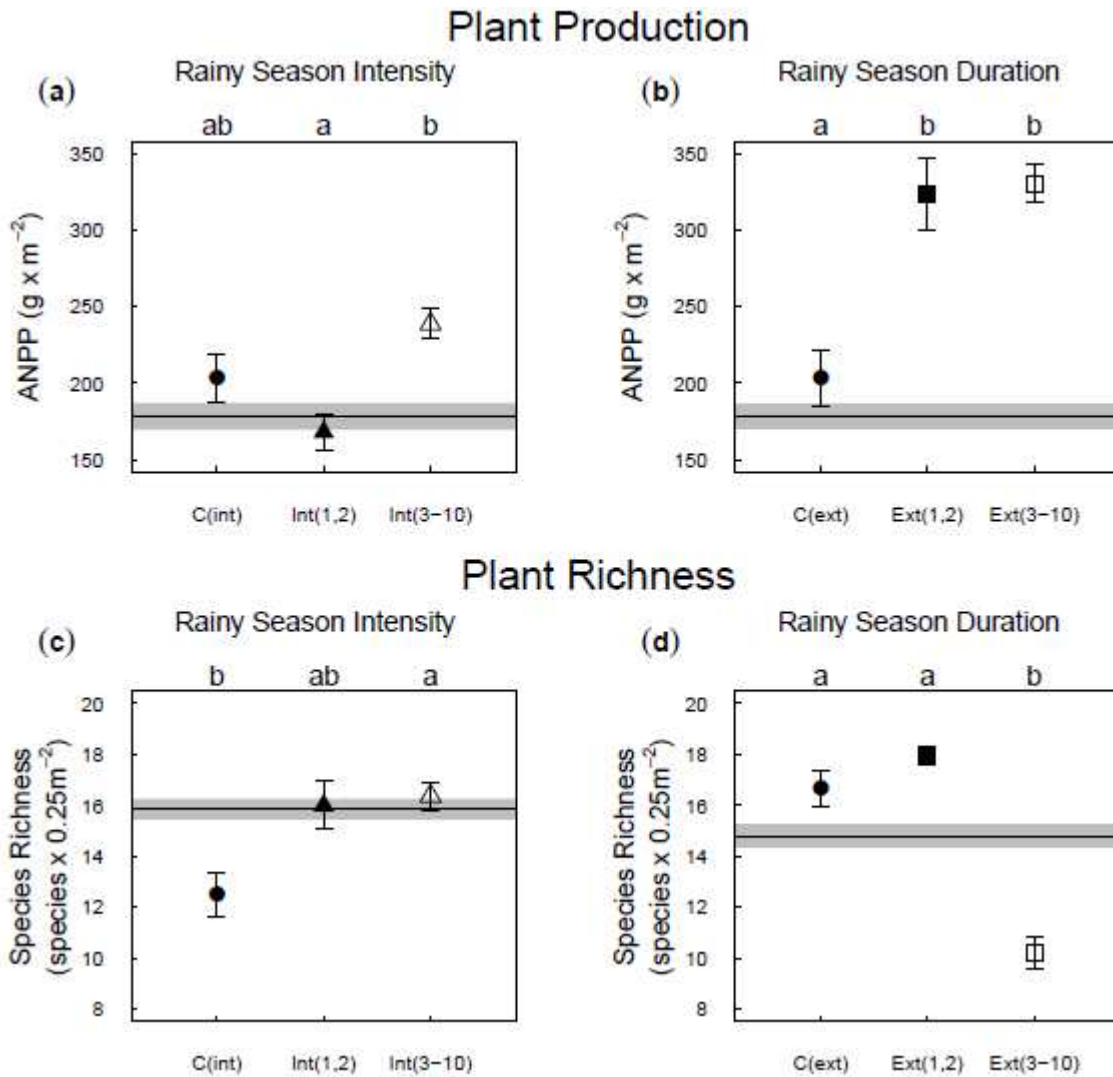 Plant Production
Rainy Season Intensity
Rainy Season Duration
(a)
(b)
ab a b
a b b
350
300
250
200
150
ANPP (g x m⁻²)
350
300
250
200
150
ANPP (g x m⁻²)
C(int) Int(1,2) Int(3−10)
C(ext) Ext(1,2) Ext(3−10)
Plant Richness
Rainy Season Intensity
Rainy Season Duration
(c)
(d)
b ab a
a a b
20
18
16
14
12
10
8
Species Richness
(species x 0.25m⁻²)
20
18
16
14
12
10
8
Species Richness
(species x 0.25m⁻²)
C(int) Int(1,2) Int(3−10)
C(ext) Ext(1,2) Ext(3−10)